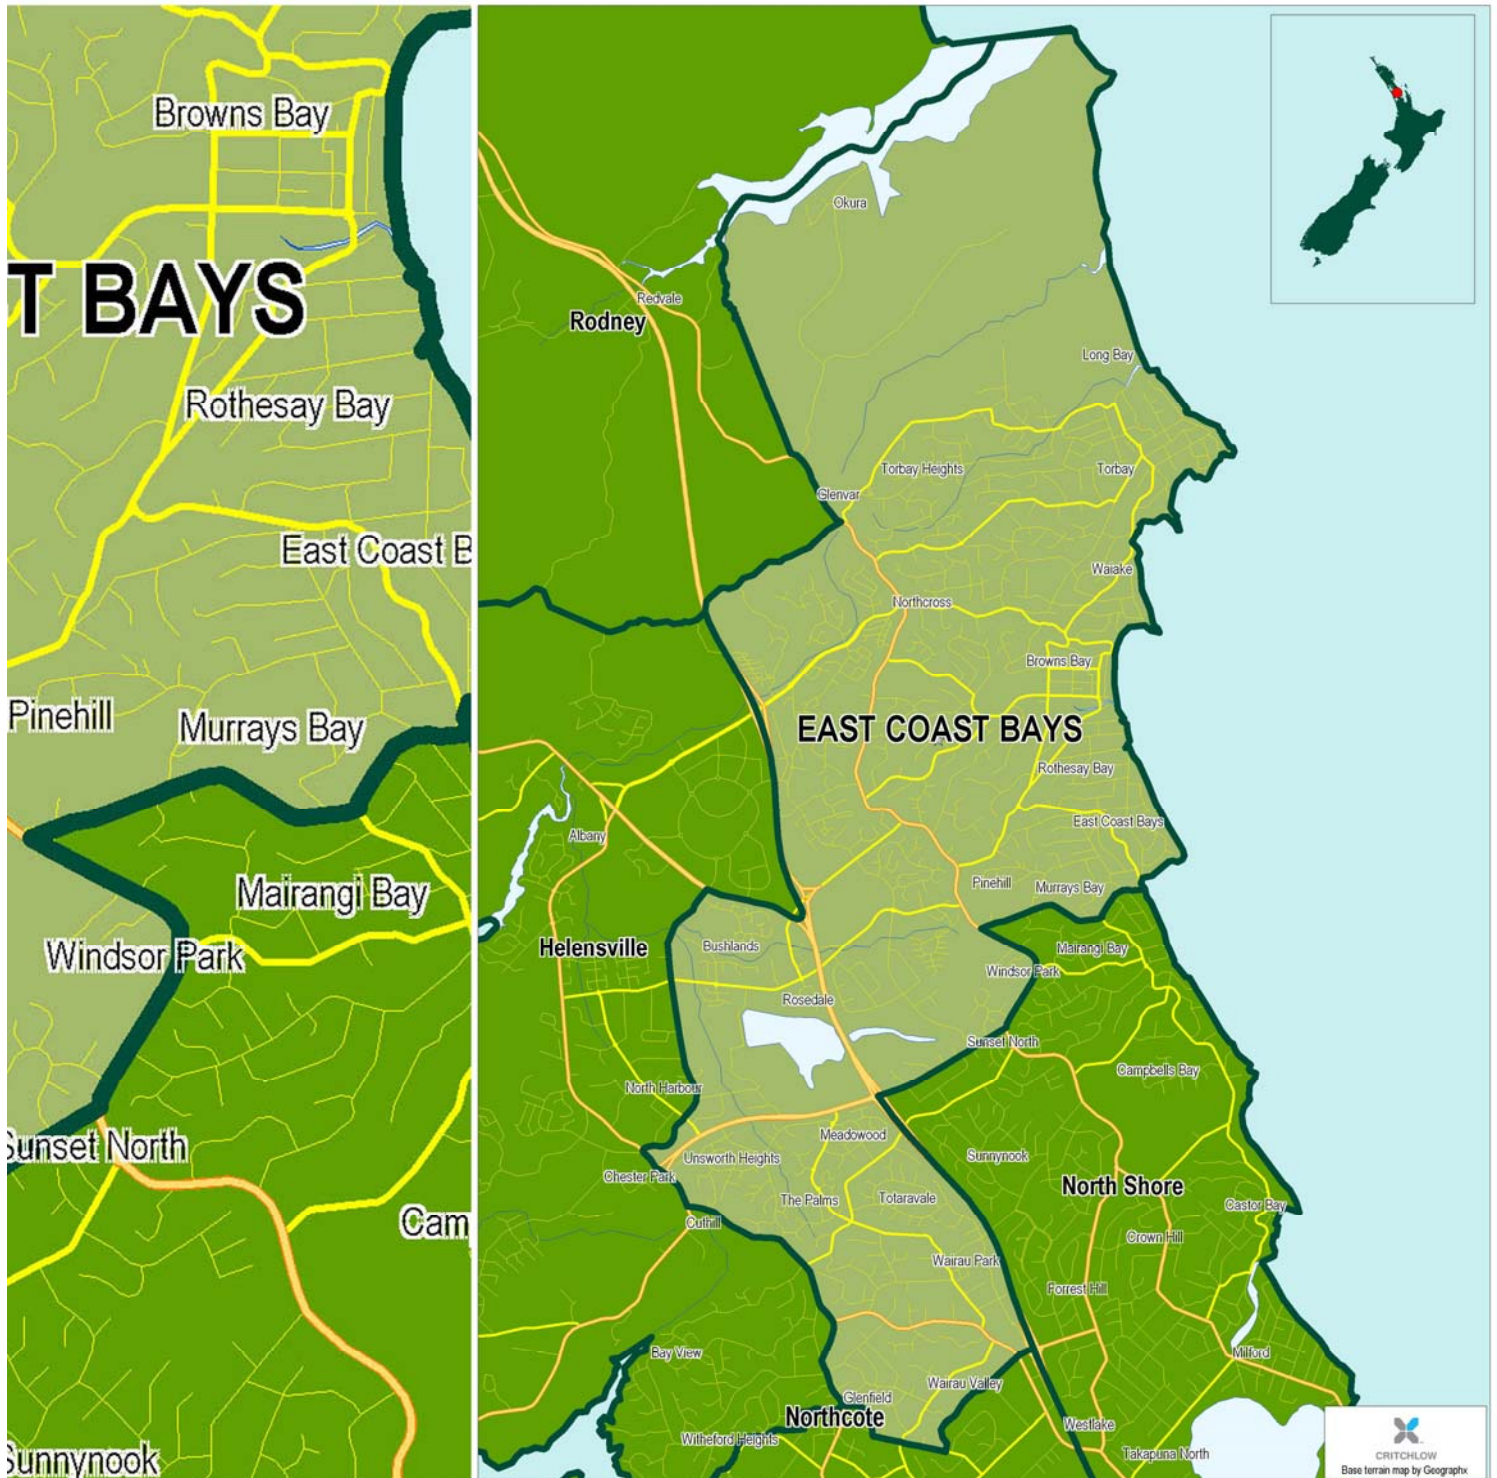 Browns Bay
T BAYS
Rothesay Bay
East Coast B
Pinehill
Murrays Bay
Mairangi Bay
Windsor Park
Sunset North
Cam
Sunnynook
Okura
Redvale
Rodney
Long Bay
Torbay Heights
Torbay
Glenvar
Waiake
Northcross
Browns Bay
EAST COAST BAYS
Rothesay Bay
East Coast Bays
Albany
Pinehill
Murrays Bay
Helensville
Bushlands
Mairangi Bay
Windsor Park
Rosedale
Sunset North
Campbells Bay
North Harbour
Meadowood
Sunnynook
Unsworth Heights
Chester Park
North Shore
The Palms
Totaravale
Castor Bay
Cuthill
Crown Hill
Wairau Park
Forrest Hill
Bay View
Milford
Wairau Valley
Glenfield
Northcote
Westlake
Witheford Heights
Takapuna North
CRITCHLOW
Base terrain map by Geographx